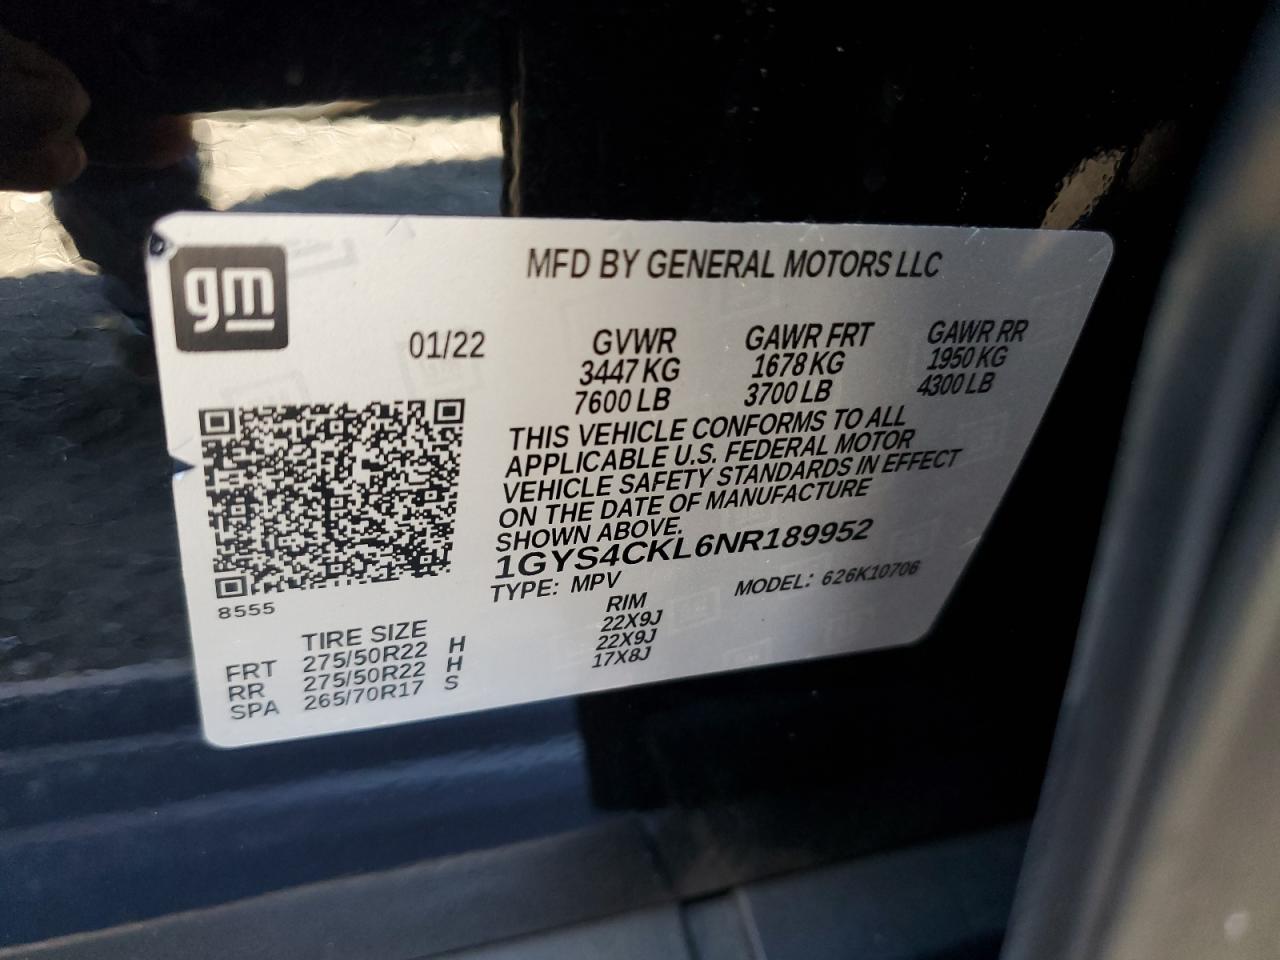 gm
MFD BY GENERAL MOTORS LLC
01/22 GVWR GAWR FRT GAWR RR
3447 KG 1678 KG 1950 KG
7600 LB 3700 LB 4300 LB
THIS VEHICLE CONFORMS TO ALL
APPLICABLE U.S. FEDERAL MOTOR
VEHICLE SAFETY STANDARDS IN EFFECT
ON THE DATE OF MANUFACTURE
SHOWN ABOVE.
1GYS4CKL6NR189952
TYPE: MPV MODEL: 626K10706
8555
TIRE SIZE RIM
FRT 275/50R22 H 22X9J
RR 275/50R22 H 22X9J
SPA 265/70R17 S 17X8J